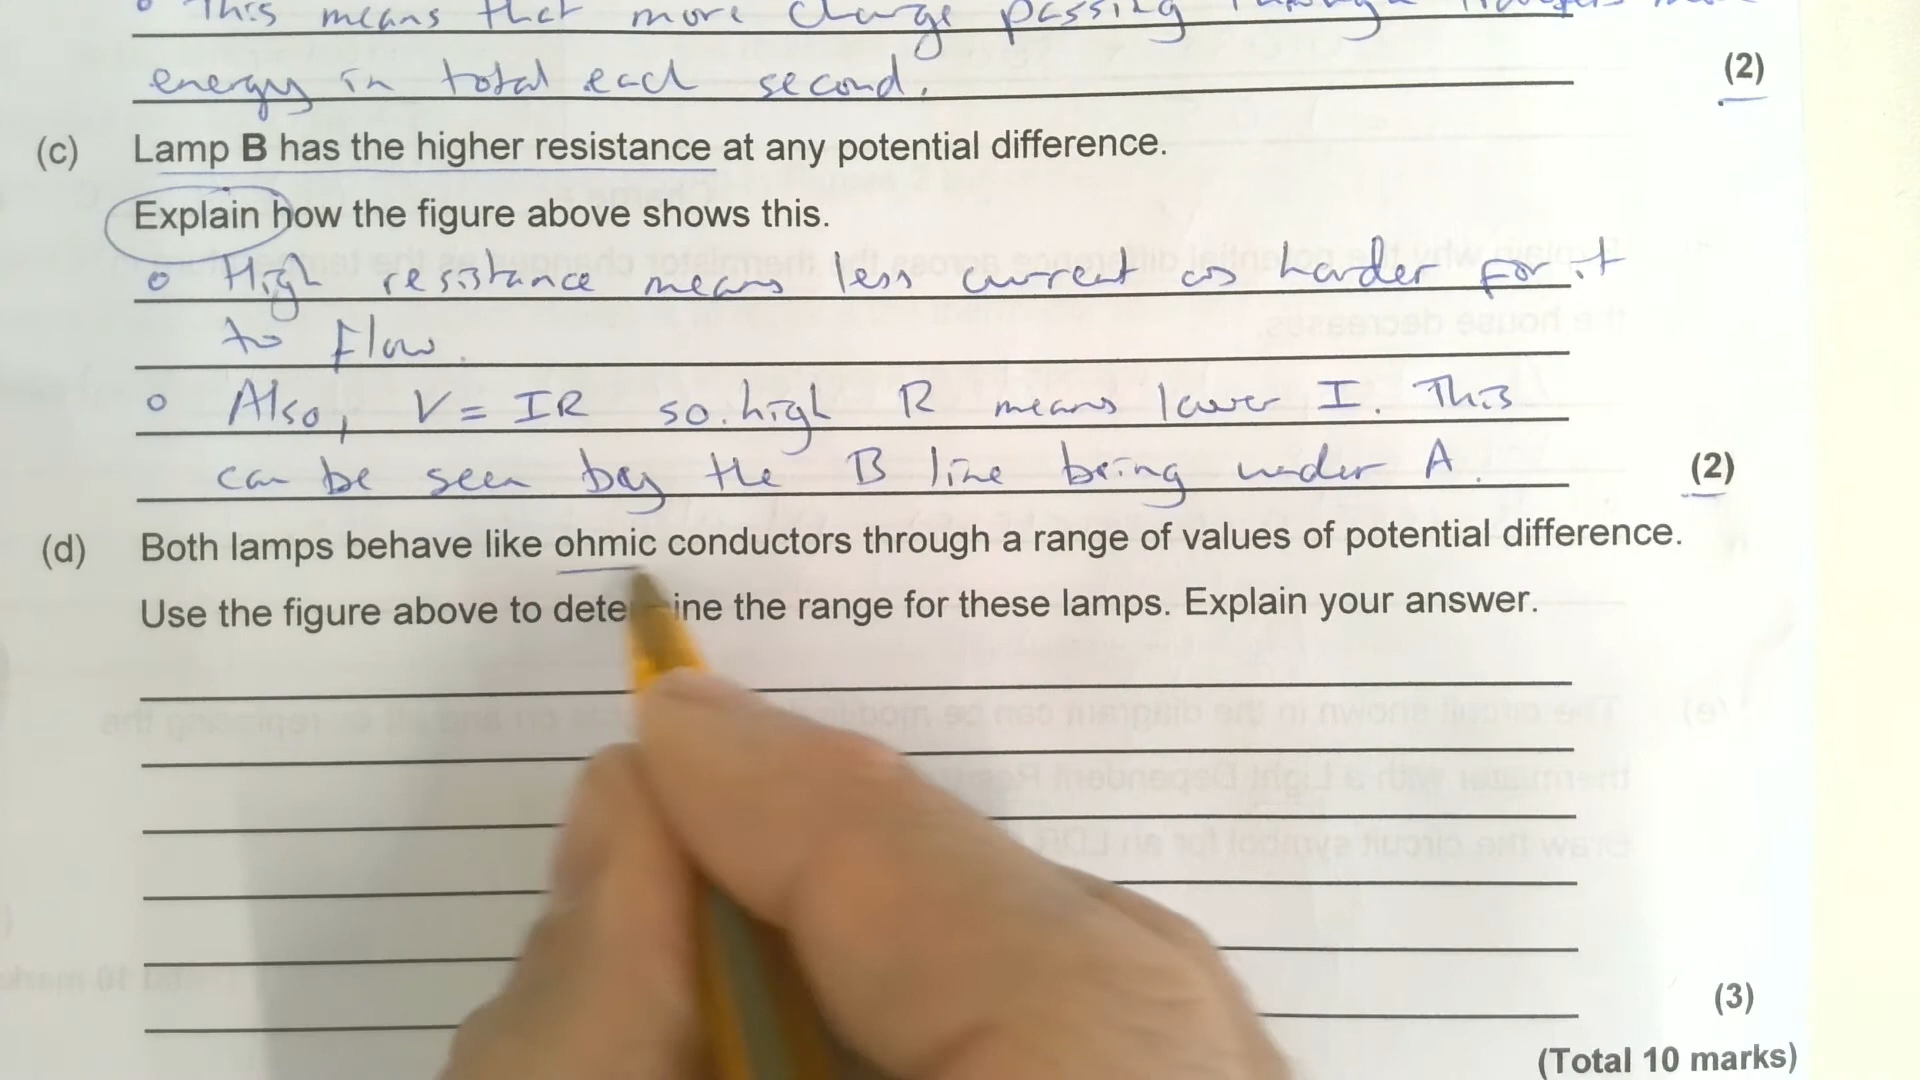 This means that more charge passing through
energy in total each second.
(2)
(c) Lamp B has the higher resistance at any potential difference.
Explain how the figure above shows this.
o High resistance means less current as harder for it
to flow.
o Also, V = IR so high R means lower I. This
can be seen by the B line being under A.
(2)
(d) Both lamps behave like ohmic conductors through a range of values of potential difference.
Use the figure above to ine the range for these lamps. Explain your answer.
(3)
(Total 10 marks)